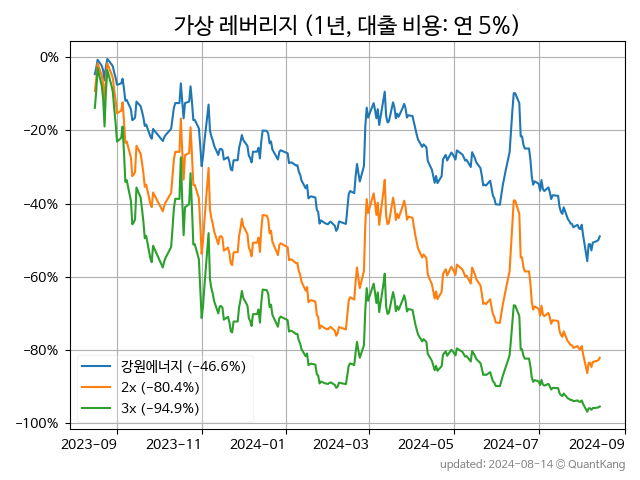 가상 레버리지 (1년, 대출 비용: 연 5%)
0%
−20%
−40%
−60%
−80%
−100%
강원에너지 (−46.6%)
2x (−80.4%)
3x (−94.9%)
2023-09 2023-11 2024-01 2024-03 2024-05 2024-07 2024-09
updated: 2024-08-14 © QuantKang